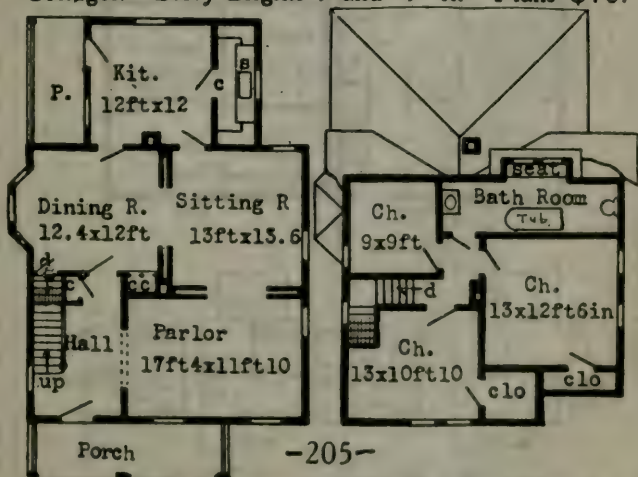 P.
Kit.
12ftx12
c
s
Dining R.
12.4x12ft
Sitting R
13ftx13.6
d
c
cc
Hall
up
Parlor
17ft4x11ft10
Porch
seat
Bath Room
Tub.
Ch.
9x9ft
d
Ch.
13x12ft6in
Ch.
13x10ft10
clo
clo
-205-